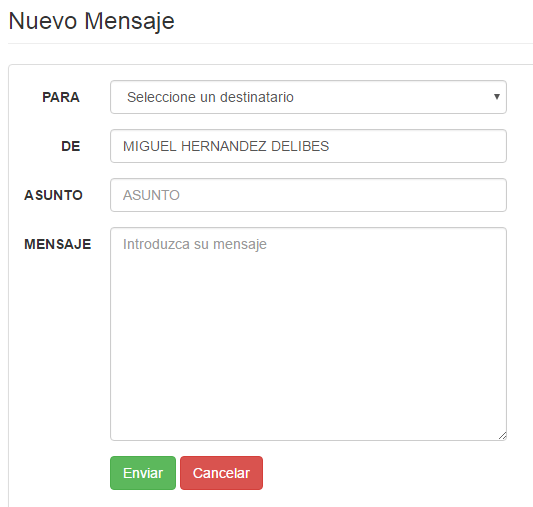 Nuevo Mensaje
PARA Seleccione un destinatario
DE MIGUEL HERNANDEZ DELIBES
ASUNTO ASUNTO
MENSAJE Introduzca su mensaje
Enviar Cancelar